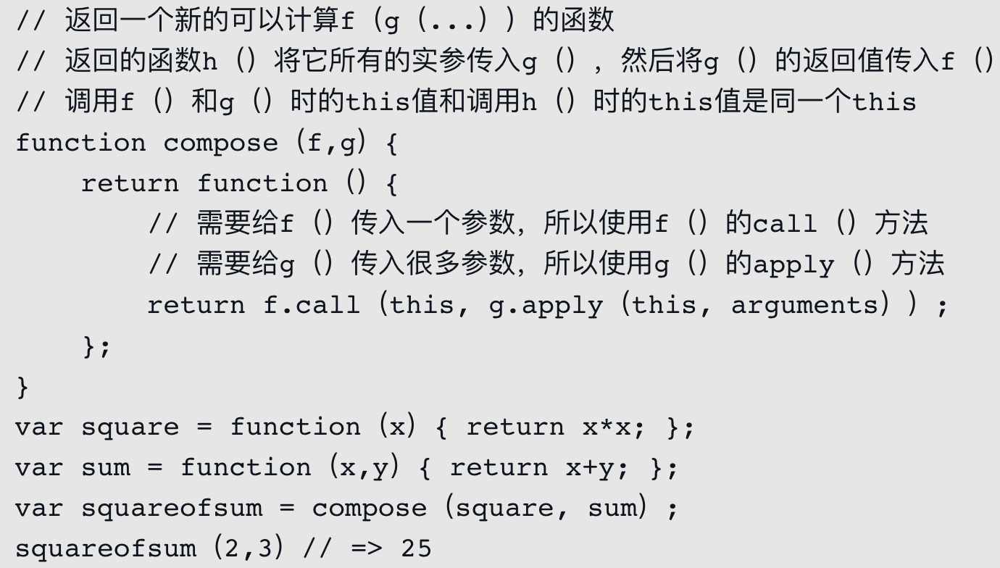 // 返回一个新的可以计算f (g (...) ) 的函数
// 返回的函数h () 将它所有的实参传入g () ，然后将g () 的返回值传入f ()
// 调用f () 和g () 时的this值和调用h () 时的this值是同一个this
function compose (f,g) {
    return function () {
        // 需要给f () 传入一个参数，所以使用f () 的call () 方法
        // 需要给g () 传入很多参数，所以使用g () 的apply () 方法
        return f.call (this, g.apply (this, arguments) ) ;
    };
}
var square = function (x) { return x*x; };
var sum = function (x,y) { return x+y; };
var squareofsum = compose (square, sum) ;
squareofsum (2,3) // => 25